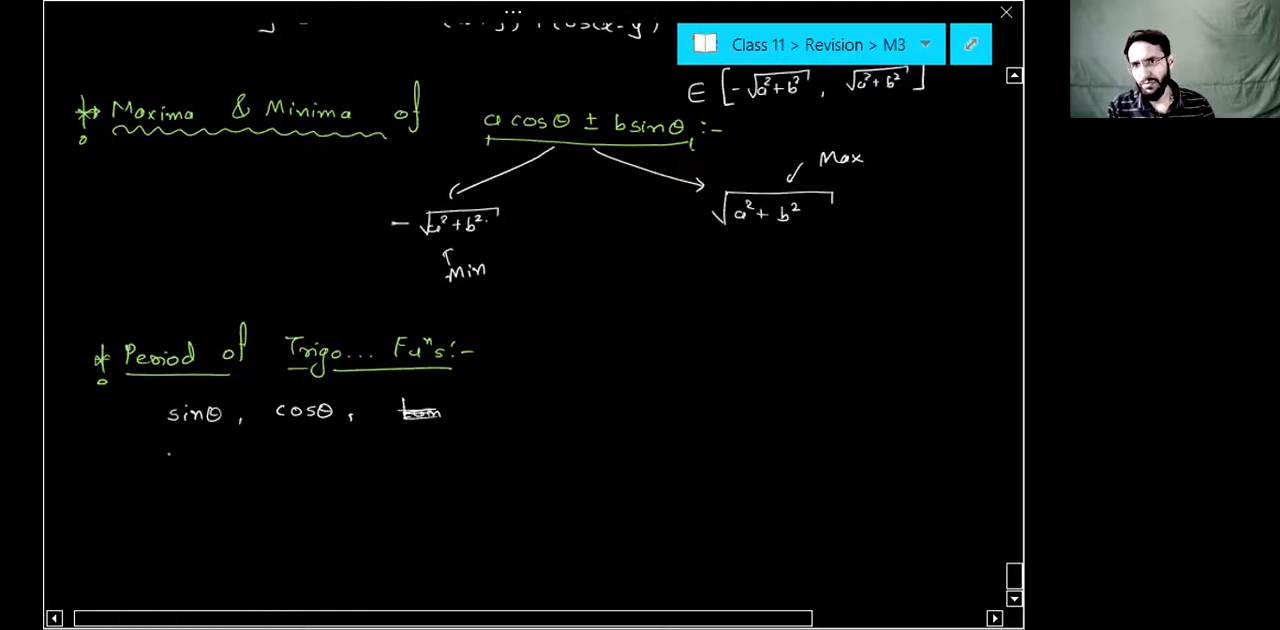 Class 11 > Revision > M3
∈ [-√a²+b², √a²+b²]
* Maxima & Minima of a cosθ ± b sinθ :-
Max
-√a²+b²
√a²+b²
Min
* Period of Trigo... Fuⁿs:-
sinθ, cosθ,